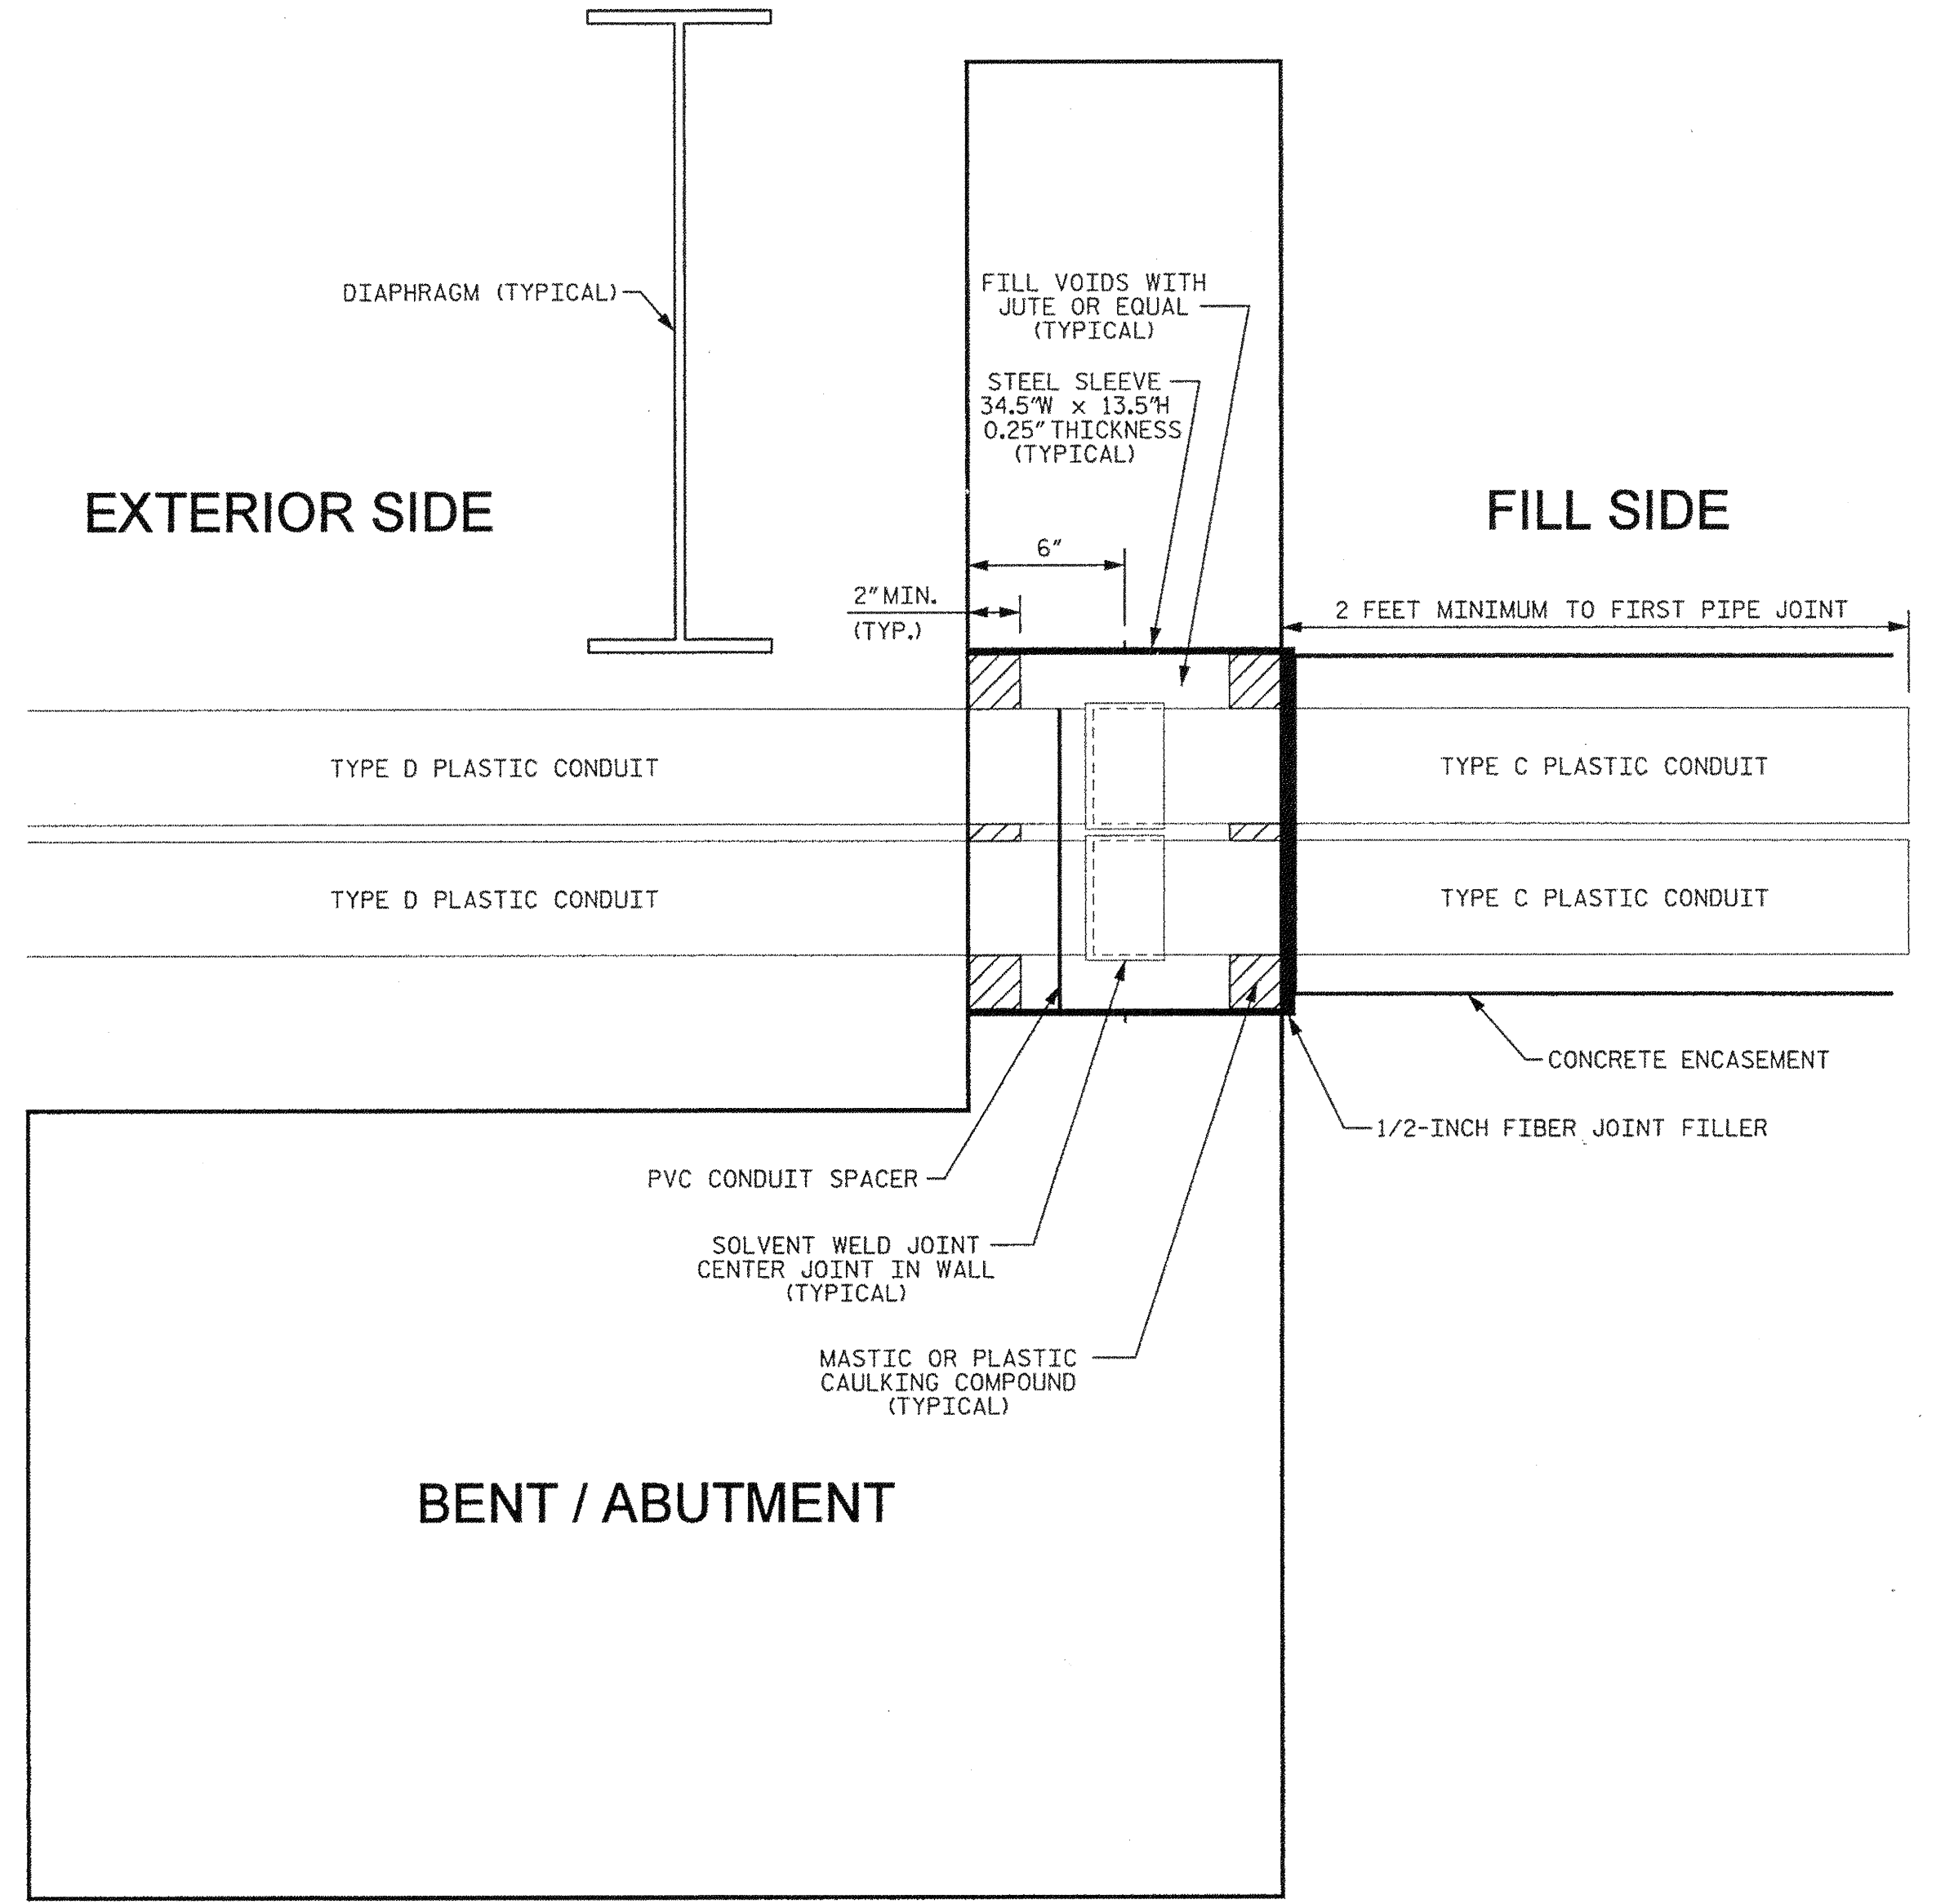 DIAPHRAGM (TYPICAL)
FILL VOIDS WITH
JUTE OR EQUAL
(TYPICAL)
STEEL SLEEVE
34.5"W x 13.5"H
0.25" THICKNESS
(TYPICAL)
EXTERIOR SIDE
FILL SIDE
6"
2" MIN.
(TYP.)
2 FEET MINIMUM TO FIRST PIPE JOINT
TYPE D PLASTIC CONDUIT
TYPE C PLASTIC CONDUIT
TYPE D PLASTIC CONDUIT
TYPE C PLASTIC CONDUIT
CONCRETE ENCASEMENT
1/2-INCH FIBER JOINT FILLER
PVC CONDUIT SPACER
SOLVENT WELD JOINT
CENTER JOINT IN WALL
(TYPICAL)
MASTIC OR PLASTIC
CAULKING COMPOUND
(TYPICAL)
BENT / ABUTMENT